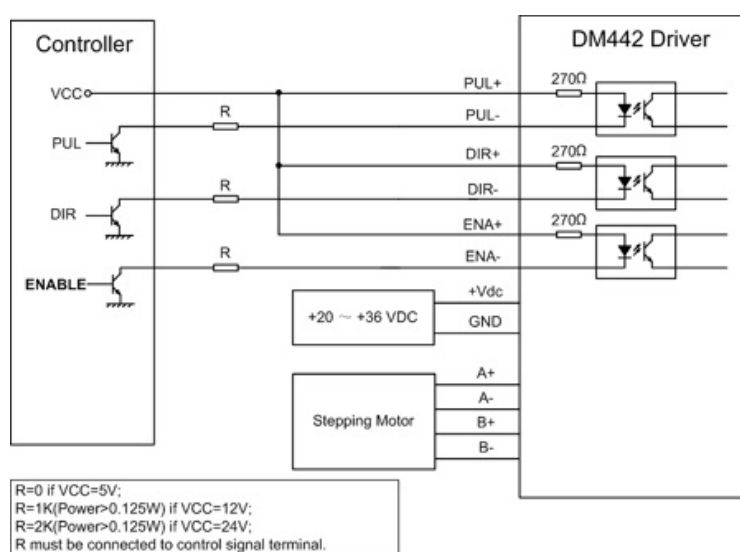 Controller
DM442 Driver
VCC
PUL+
270Ω
R
PUL-
PUL
DIR+
270Ω
R
DIR-
DIR
ENA+
270Ω
R
ENA-
ENABLE
+Vdc
+20 ～ +36 VDC
GND
A+
A-
Stepping Motor
B+
B-
R=0 if VCC=5V;
R=1K(Power>0.125W) if VCC=12V;
R=2K(Power>0.125W) if VCC=24V;
R must be connected to control signal terminal.